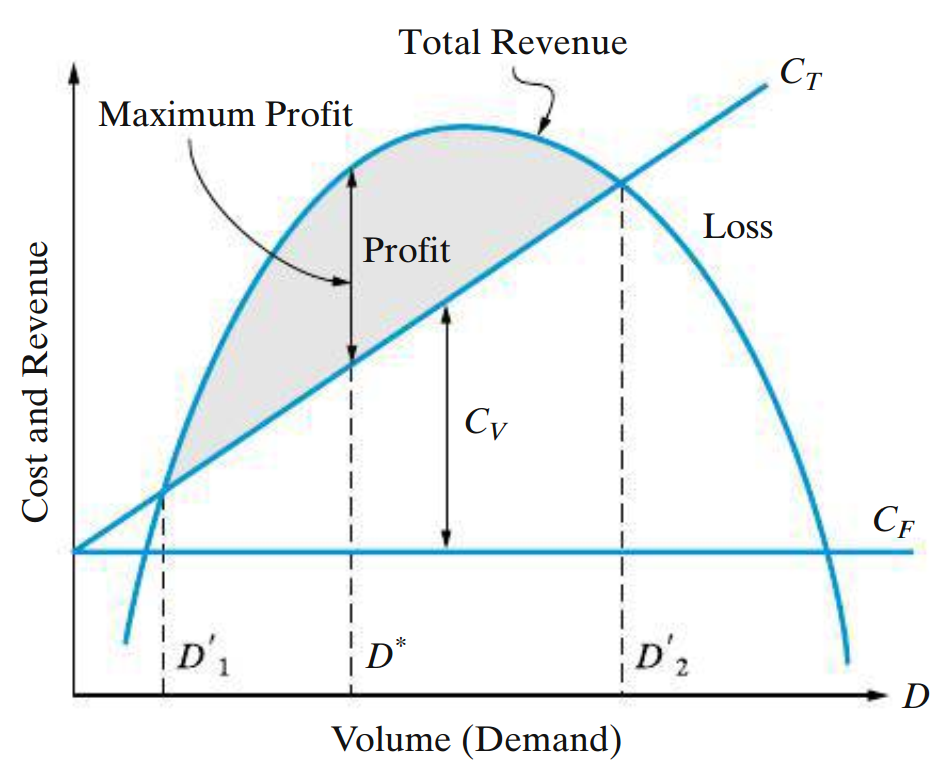 Total Revenue
C_T
Maximum Profit
Profit
Loss
Cost and Revenue
C_V
C_F
D'_1
D*
D'_2
D
Volume (Demand)